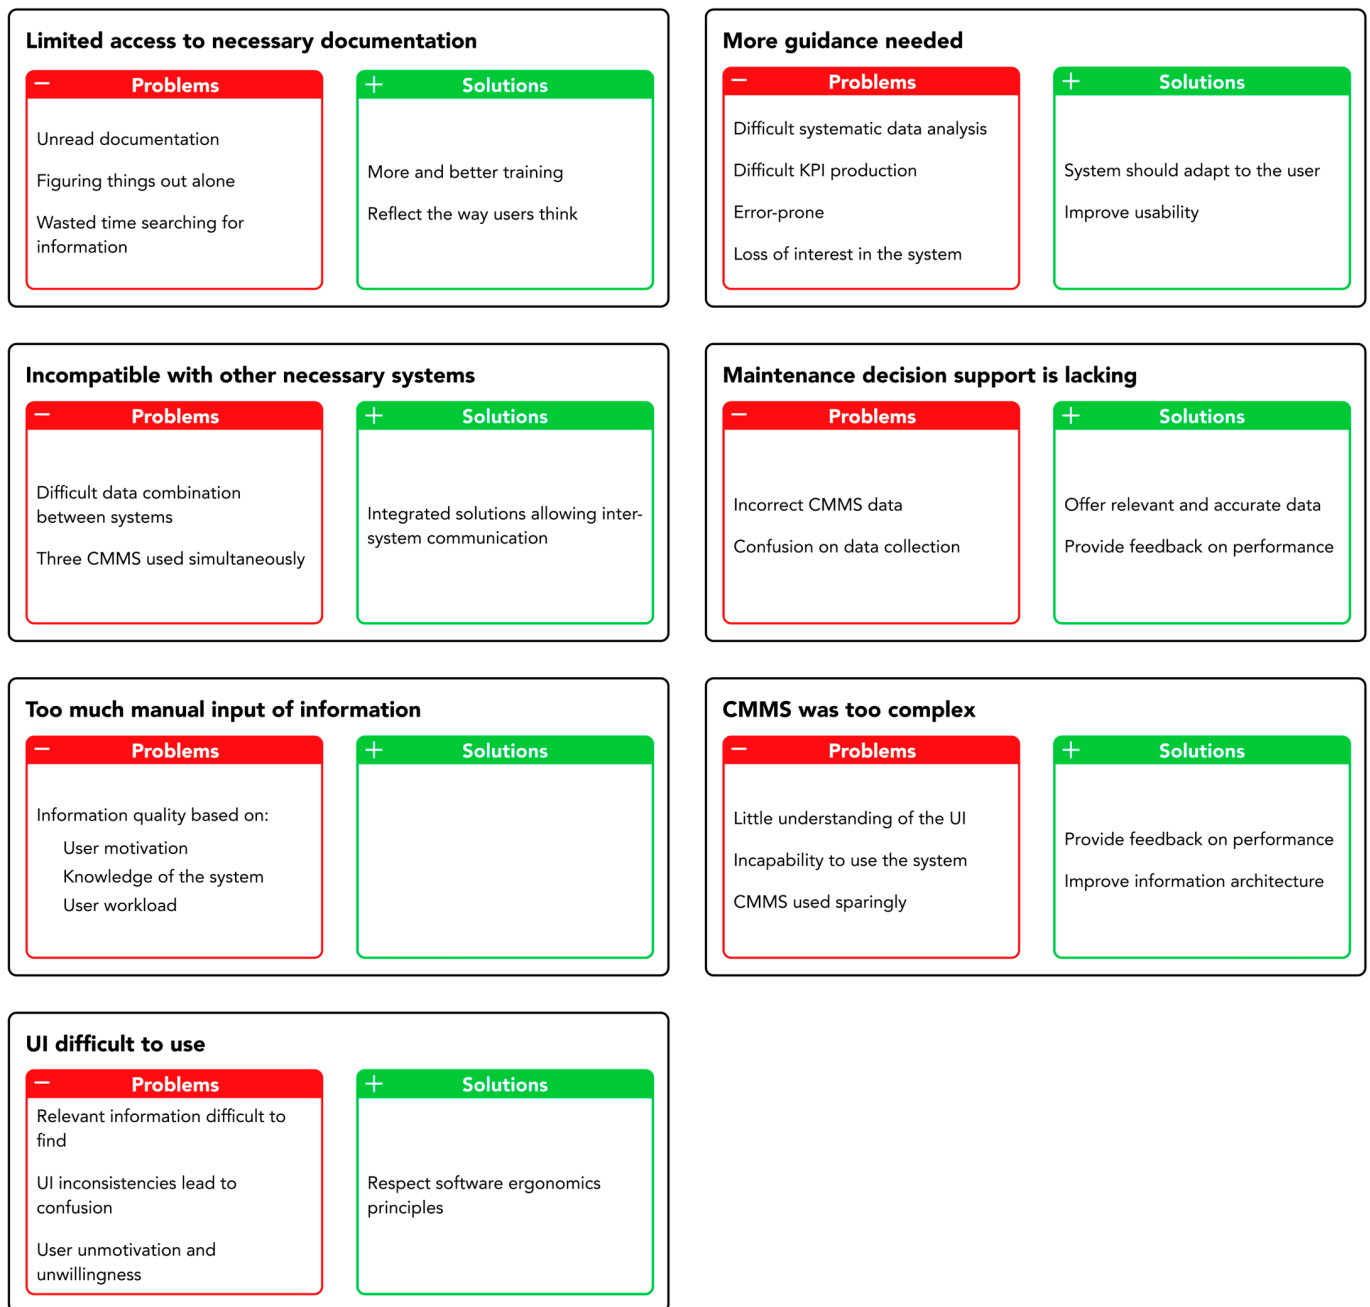 Limited access to necessary documentation
− Problems
Unread documentation
Figuring things out alone
Wasted time searching for
information
+ Solutions
More and better training
Reflect the way users think
More guidance needed
− Problems
Difficult systematic data analysis
Difficult KPI production
Error-prone
Loss of interest in the system
+ Solutions
System should adapt to the user
Improve usability
Incompatible with other necessary systems
− Problems
Difficult data combination
between systems
Three CMMS used simultaneously
+ Solutions
Integrated solutions allowing inter-
system communication
Maintenance decision support is lacking
− Problems
Incorrect CMMS data
Confusion on data collection
+ Solutions
Offer relevant and accurate data
Provide feedback on performance
Too much manual input of information
− Problems
Information quality based on:
User motivation
Knowledge of the system
User workload
+ Solutions
CMMS was too complex
− Problems
Little understanding of the UI
Incapability to use the system
CMMS used sparingly
+ Solutions
Provide feedback on performance
Improve information architecture
UI difficult to use
− Problems
Relevant information difficult to
find
UI inconsistencies lead to
confusion
User unmotivation and
unwillingness
+ Solutions
Respect software ergonomics
principles